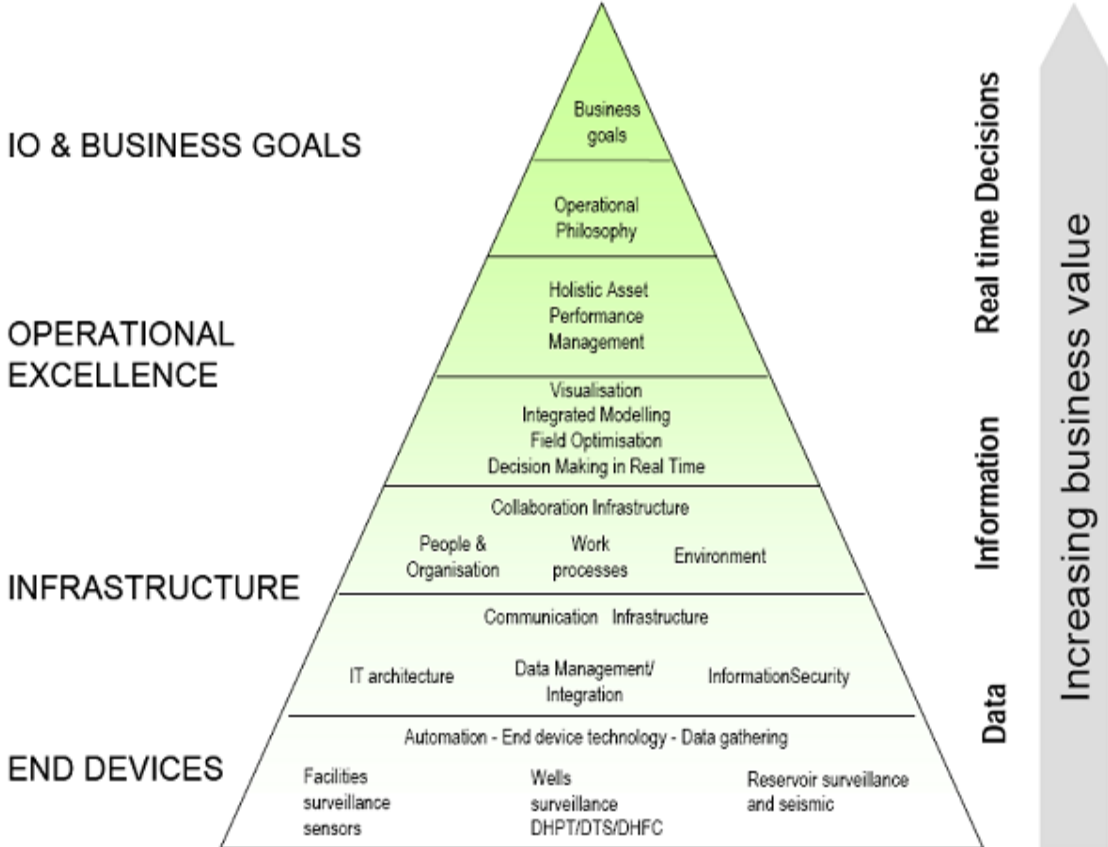 Business
goals
IO & BUSINESS GOALS
Operational
Philosophy
Real time Decisions
Holistic Asset
Performance
Management
OPERATIONAL
EXCELLENCE
Visualisation
Integrated Modelling
Field Optimisation
Decision Making in Real Time
Information
Increasing business value
Collaboration Infrastructure
People &
Organisation
Work
processes
Environment
INFRASTRUCTURE
Communication Infrastructure
IT architecture
Data Management/
Integration
InformationSecurity
Data
Automation - End device technology - Data gathering
END DEVICES
Facilities
surveillance
sensors
Wells
surveillance
DHPT/DTS/DHFC
Reservoir surveillance
and seismic